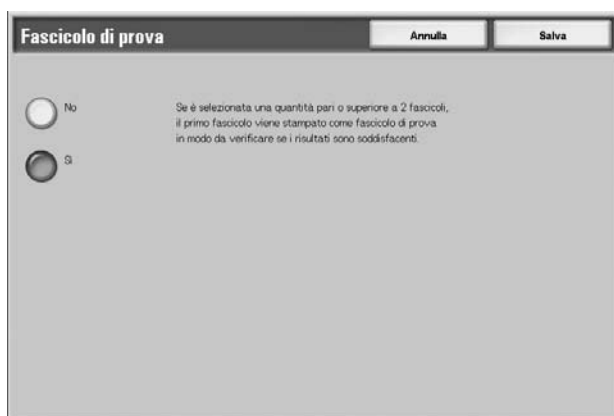 Fascicolo di prova
Annulla
Salva
No
Se è selezionata una quantità pari o superiore a 2 fascicoli,
il primo fascicolo viene stampato come fascicolo di prova
in modo da verificare se i risultati sono soddisfacenti.
Sì